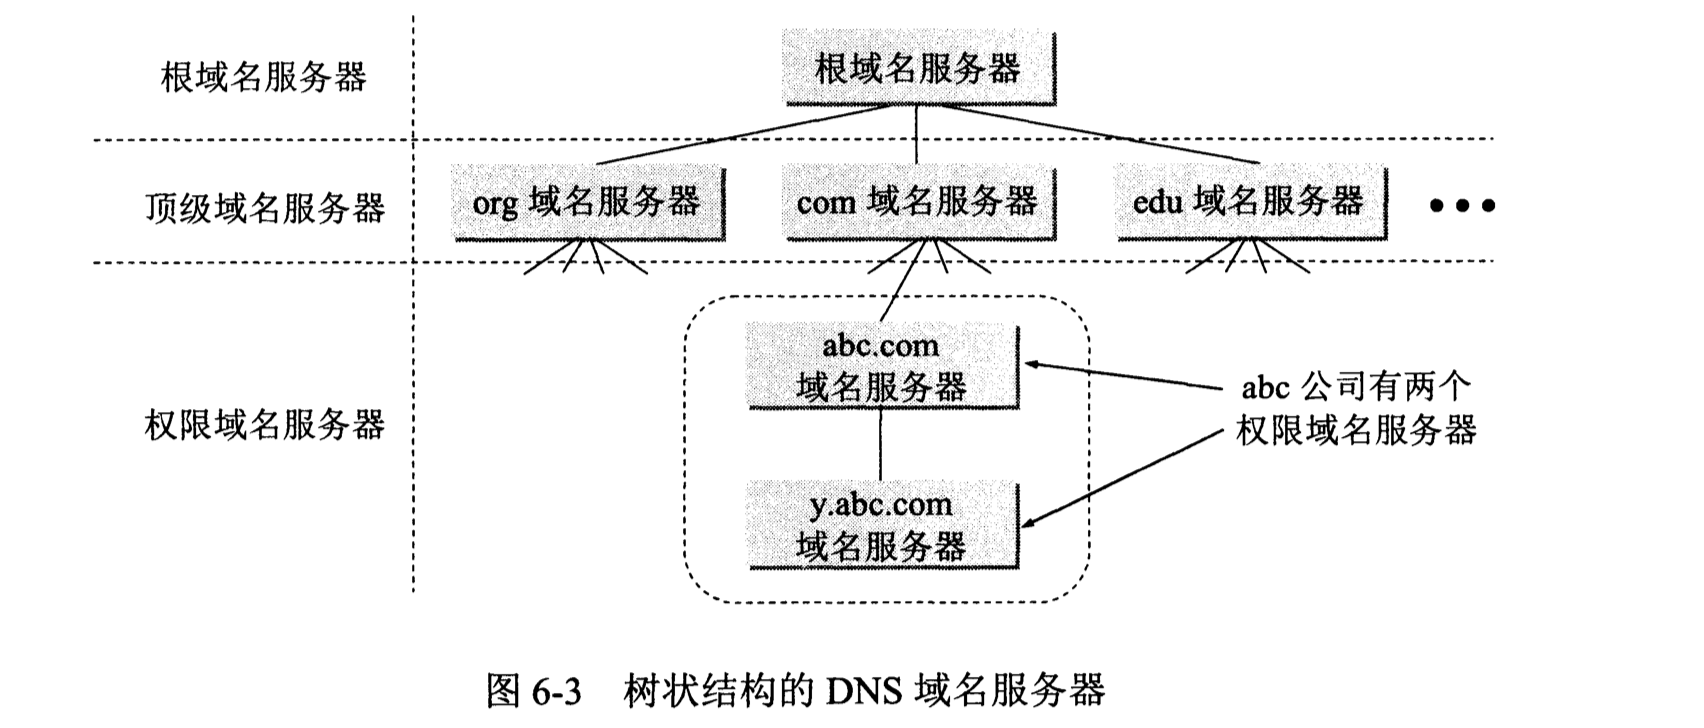 根域名服务器
根域名服务器
顶级域名服务器
org 域名服务器
com 域名服务器
edu 域名服务器
•••
权限域名服务器
abc.com
域名服务器
y.abc.com
域名服务器
abc 公司有两个
权限域名服务器
图 6-3 树状结构的 DNS 域名服务器